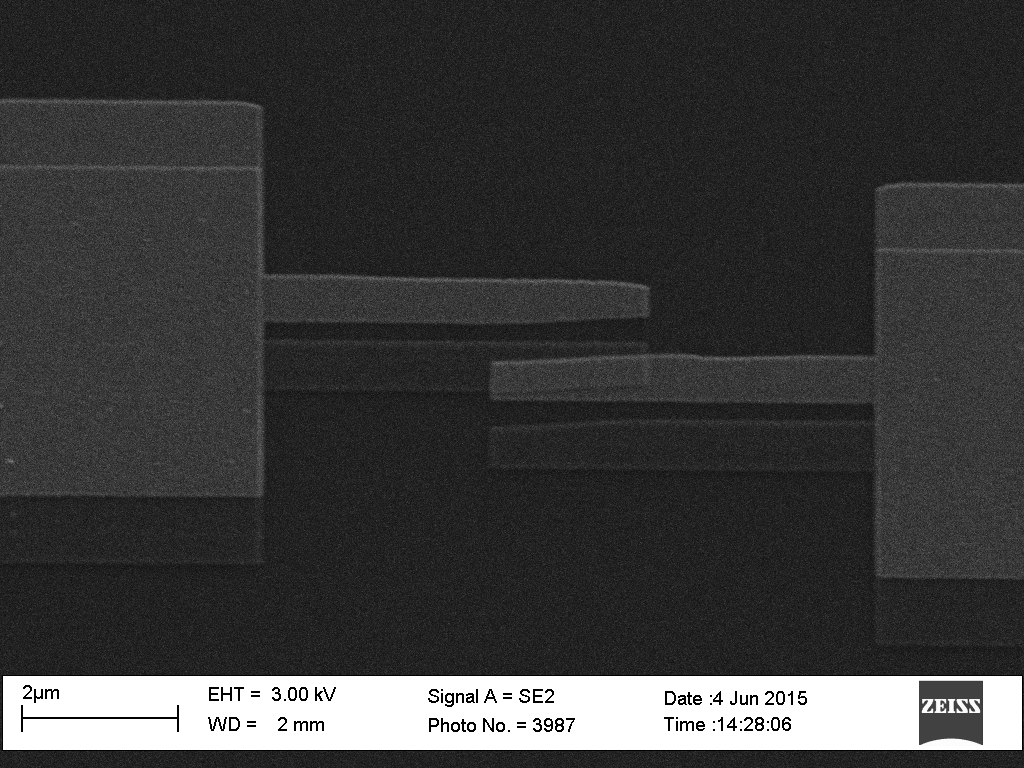 2µm
EHT = 3.00 kV
WD = 2 mm
Signal A = SE2
Photo No. = 3987
Date :4 Jun 2015
Time :14:28:06
ZEISS